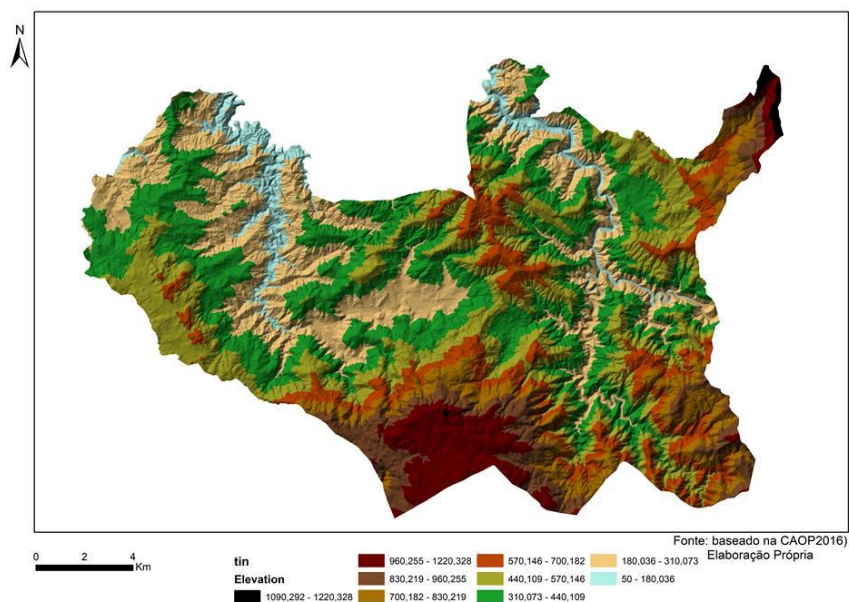 N
Fonte: baseado na CAOP2016)
Elaboração Própria
0 2 4
Km
tin
Elevation
1090,292 - 1220,328
960,255 - 1220,328
830,219 - 960,255
700,182 - 830,219
570,146 - 700,182
440,109 - 570,146
310,073 - 440,109
180,036 - 310,073
50 - 180,036